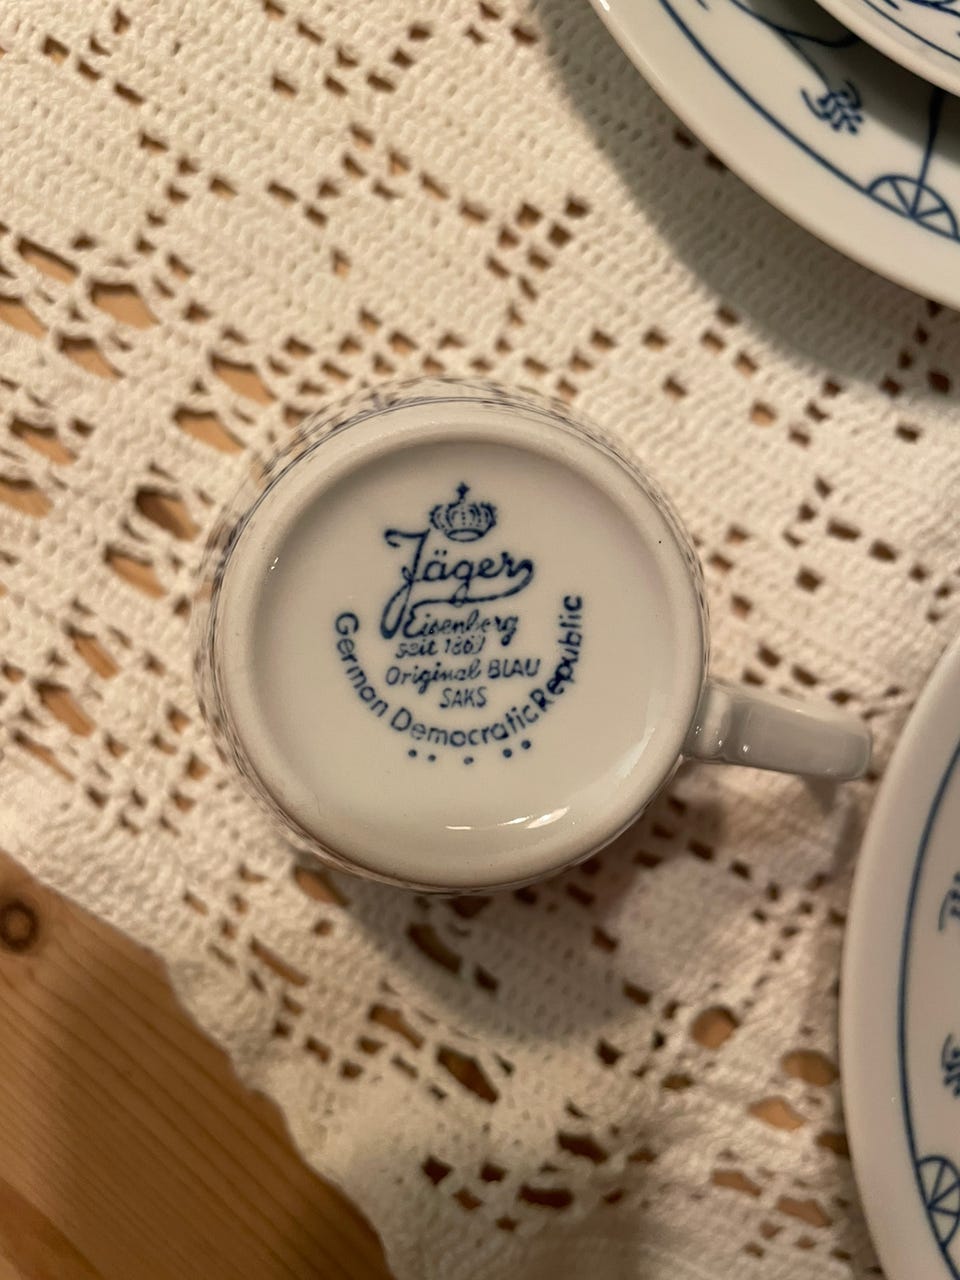 Jäger
Eisenberg
seit 1867
Original BLAU
SAKS
German Democratic Republic